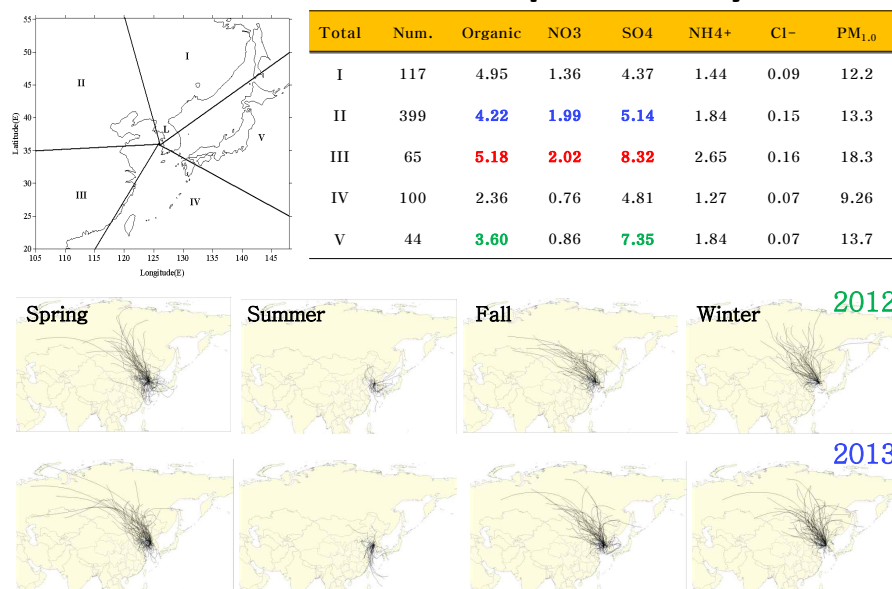 55
50
45
40
35
30
25
20
105 110 115 120 125 130 135 140 145
Latitude(E)
Longitude(E)
I
II
L
V
III
IV
Total Num. Organic NO3 SO4 NH4+ Cl- PM1.0
I 117 4.95 1.36 4.37 1.44 0.09 12.2
II 399 4.22 1.99 5.14 1.84 0.15 13.3
III 65 5.18 2.02 8.32 2.65 0.16 18.3
IV 100 2.36 0.76 4.81 1.27 0.07 9.26
V 44 3.60 0.86 7.35 1.84 0.07 13.7
Spring Summer Fall Winter 2012
2013